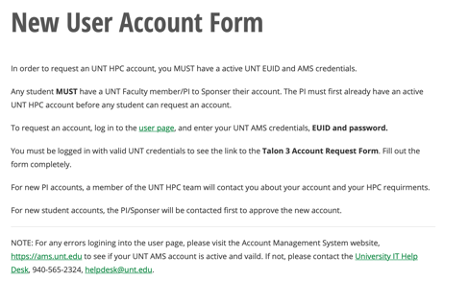 New User Account Form
In order to request an UNT HPC account, you MUST have a active UNT EUID and AMS credentials.
Any student MUST have a UNT Faculty member/PI to Sponser their account. The PI must first already have an active
UNT HPC account before any student can request an account.
To request an account, log in to the user page, and enter your UNT AMS credentials, EUID and password.
You must be logged with valid UNT credentials to see the link to the Talon 3 Account Request Form. Fill out the
form completely.
For new PI accounts, a member of the UNT HPC team will contact you about your account and your HPC requirments.
For new student accounts, the PI/Sponser will be contacted first to approve the new account.
NOTE: For any errors logining into the user page, please visit the Account Management System website,
https://ams.unt.edu to see if your UNT AMS account is active and vaild. If not, please contact the University IT Help
Desk, 940-565-2324, helpdesk@unt.edu.